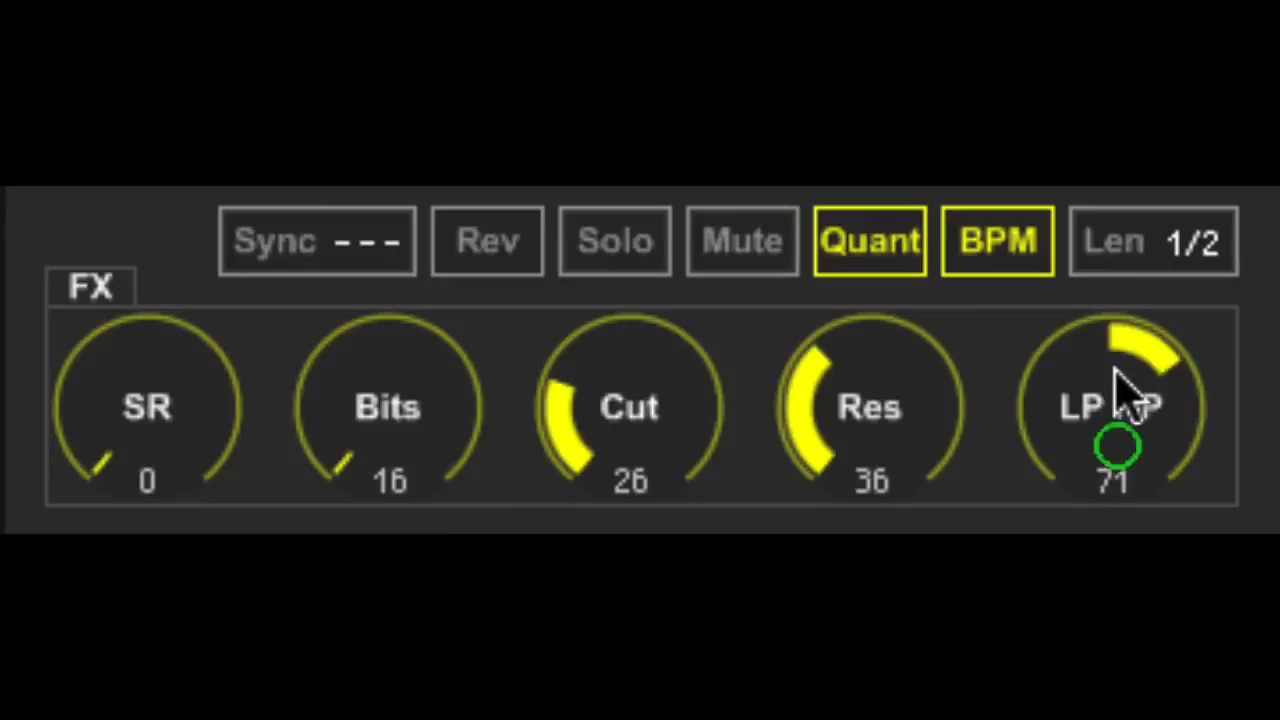 Sync --- Rev Solo Mute Quant BPM Len 1/2
FX
SR Bits Cut Res LP
0 16 26 36 71